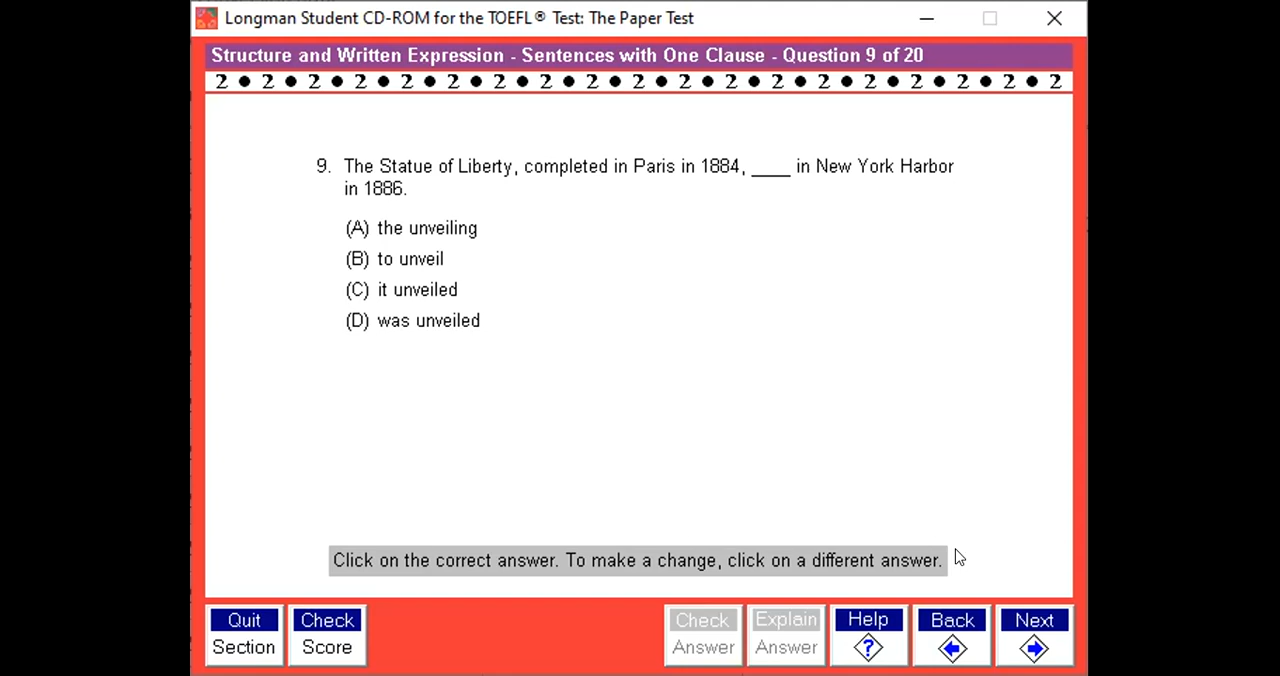 Longman Student CD-ROM for the TOEFL® Test: The Paper Test
Structure and Written Expression - Sentences with One Clause - Question 9 of 20
2 ● 2 ● 2 ● 2 ● 2 ● 2 ● 2 ● 2 ● 2 ● 2 ● 2 ● 2 ● 2 ● 2 ● 2 ● 2 ● 2 ● 2 ● 2
9. The Statue of Liberty, completed in Paris in 1884, ____ in New York Harbor
in 1886.
(A) the unveiling
(B) to unveil
(C) it unveiled
(D) was unveiled
Click on the correct answer. To make a change, click on a different answer.
Quit Check Check Explain Help Back Next
Section Score Answer Answer ?